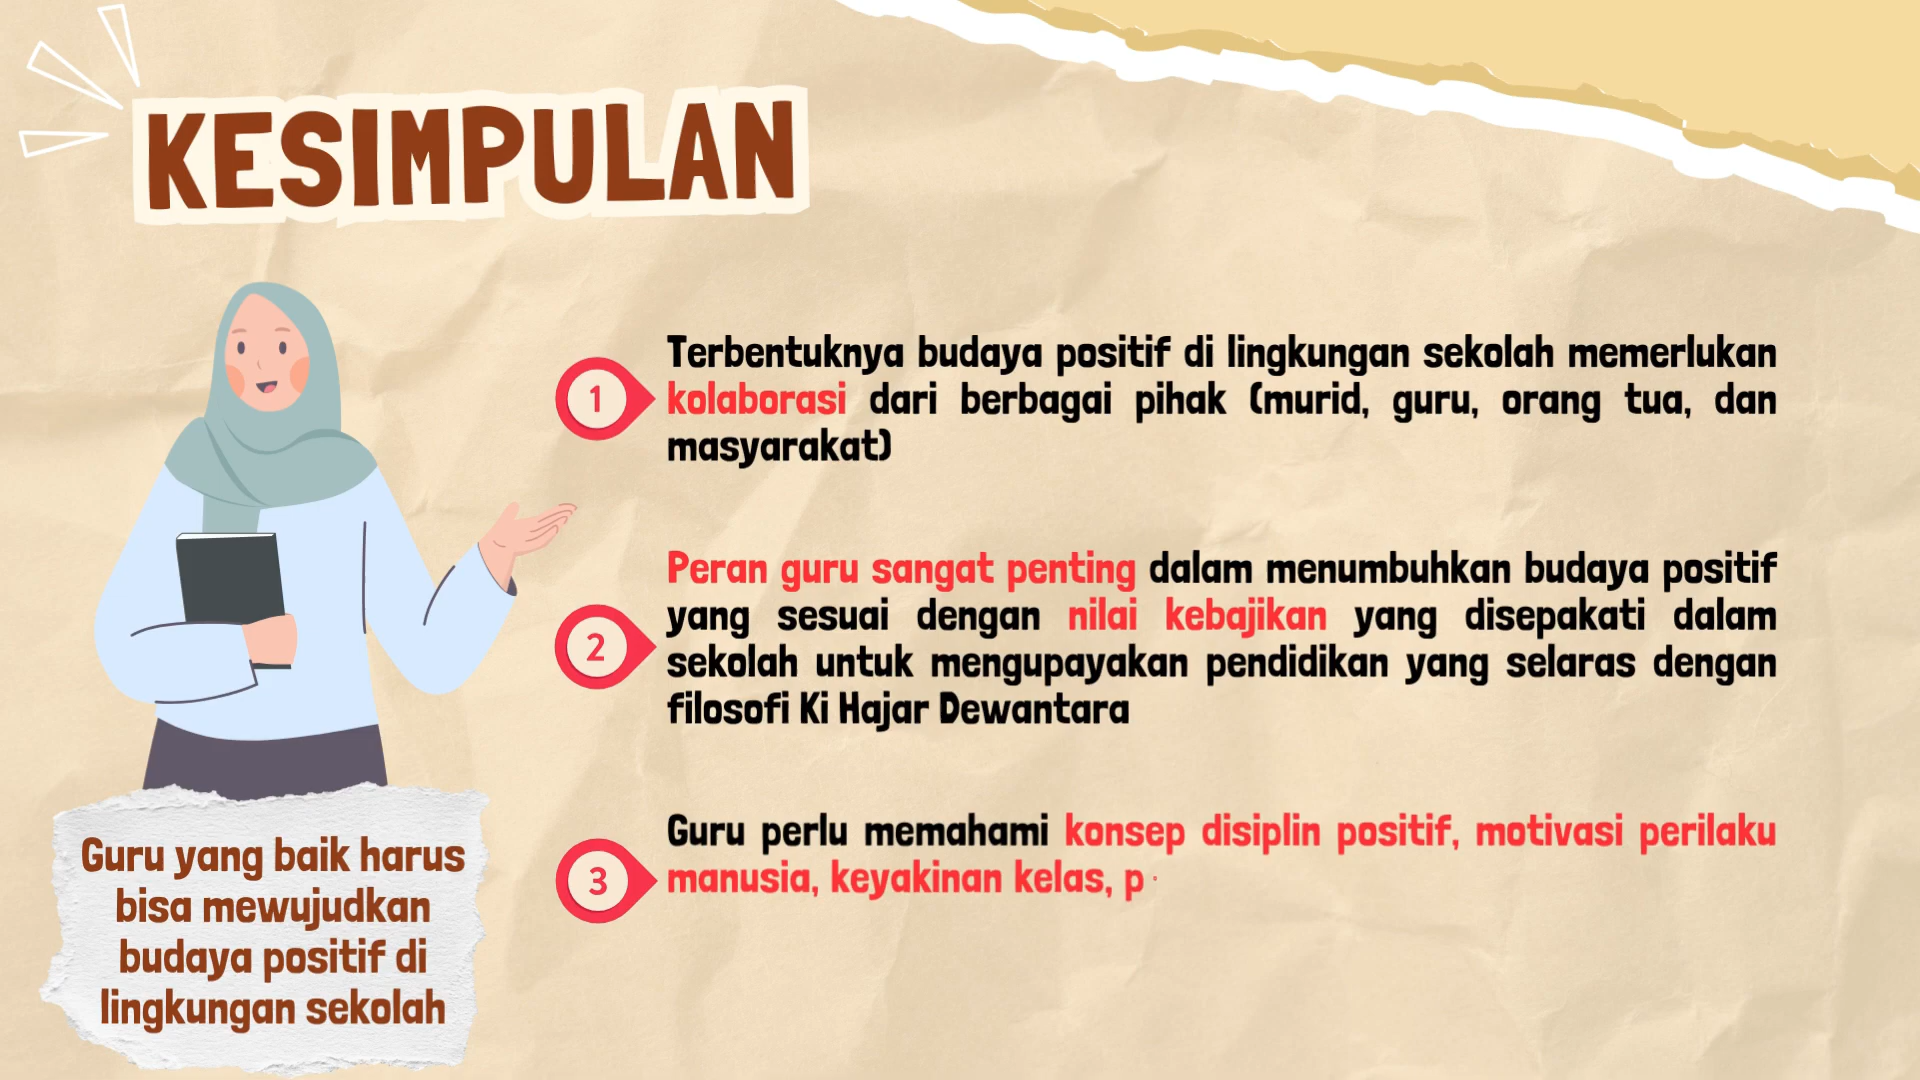 KESIMPULAN
1
Terbentuknya budaya positif di lingkungan sekolah memerlukan
kolaborasi dari berbagai pihak (murid, guru, orang tua, dan
masyarakat)
2
Peran guru sangat penting dalam menumbuhkan budaya positif
yang sesuai dengan nilai kebajikan yang disepakati dalam
sekolah untuk mengupayakan pendidikan yang selaras dengan
filosofi Ki Hajar Dewantara
3
Guru perlu memahami konsep disiplin positif, motivasi perilaku
manusia, keyakinan kelas, p
Guru yang baik harus
bisa mewujudkan
budaya positif di
lingkungan sekolah